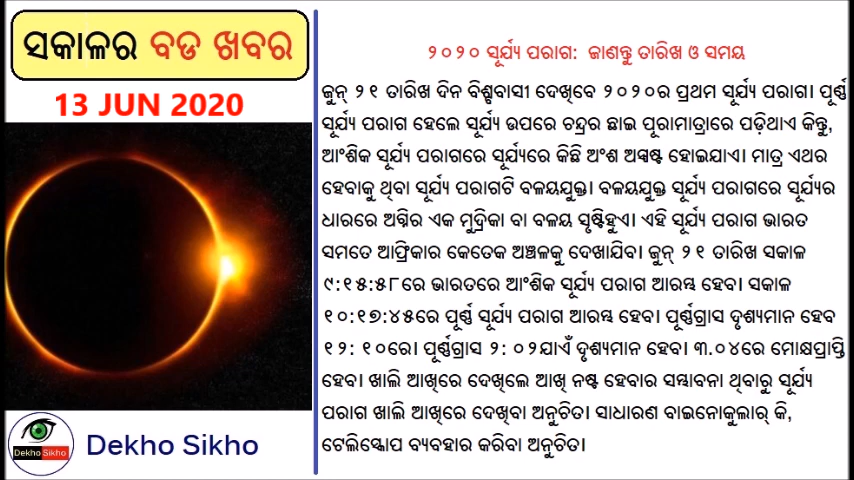 ସକାଳର ବଡ ଖବର
13 JUN 2020
Dekho Sikho
Dekho Sikho
୨୦୨୦ ସୂର୍ଯ୍ୟ ପରାଗ: ଜାଣନ୍ତୁ ତାରିଖ ଓ ସମୟ
ଜୁନ୍ ୨୧ ତାରିଖ ଦିନ ବିଶ୍ବବାସୀ ଦେଖିବେ ୨୦୨୦ର ପ୍ରଥମ ସୂର୍ଯ୍ୟ ପରାଗ। ପୂର୍ଣ୍ଣ
ସୂର୍ଯ୍ୟ ପରାଗ ହେଲେ ସୂର୍ଯ୍ୟ ଉପରେ ଚନ୍ଦ୍ରର ଛାଇ ପୂରାମାତ୍ରାରେ ପଡ଼ିଥାଏ କିନ୍ତୁ,
ଆଂଶିକ ସୂର୍ଯ୍ୟ ପରାଗରେ ସୂର୍ଯ୍ୟରେ କିଛି ଅଂଶ ଅସ୍ପଷ୍ଟ ହୋଇଯାଏ। ମାତ୍ର ଏଥର
ହେବାକୁ ଥିବା ସୂର୍ଯ୍ୟ ପରାଗଟି ବଳୟଯୁକ୍ତ। ବଳୟଯୁକ୍ତ ସୂର୍ଯ୍ୟ ପରାଗରେ ସୂର୍ଯ୍ୟର
ଧାରରେ ଅଗ୍ନିର ଏକ ମୁଦ୍ରିକା ବା ବଳୟ ସୃଷ୍ଟିହୁଏ। ଏହି ସୂର୍ଯ୍ୟ ପରାଗ ଭାରତ
ସମତେ ଆଫ୍ରିକାର କେତେକ ଅଞ୍ଚଳକୁ ଦେଖାଯିବ। ଜୁନ୍ ୨୧ ତାରିଖ ସକାଳ
୯:୧୫:୫୮ରେ ଭାରତରେ ଆଂଶିକ ସୂର୍ଯ୍ୟ ପରାଗ ଆରମ୍ଭ ହେବ। ସକାଳ
୧୦:୧୭:୪୫ରେ ପୂର୍ଣ୍ଣ ସୂର୍ଯ୍ୟ ପରାଗ ଆରମ୍ଭ ହେବ। ପୂର୍ଣ୍ଣଗ୍ରାସ ଦୃଶ୍ୟମାନ ହେବ
୧୨: ୧୦ରେ। ପୂର୍ଣ୍ଣଗ୍ରାସ ୨: ୦୨ଯାଏଁ ଦୃଶ୍ୟମାନ ହେବ। ୩.୦୪ରେ ମୋକ୍ଷପ୍ରାପ୍ତି
ହେବ। ଖାଲି ଆଖିରେ ଦେଖିଲେ ଆଖି ନଷ୍ଟ ହେବାର ସମ୍ଭାବନା ଥିବାରୁ ସୂର୍ଯ୍ୟ
ପରାଗ ଖାଲି ଆଖିରେ ଦେଖିବା ଅନୁଚିତ। ସାଧାରଣ ବାଇନୋକୁଲାର୍ କି,
ଟେଲିସ୍କୋପ ବ୍ୟବହାର କରିବା ଅନୁଚିତ।